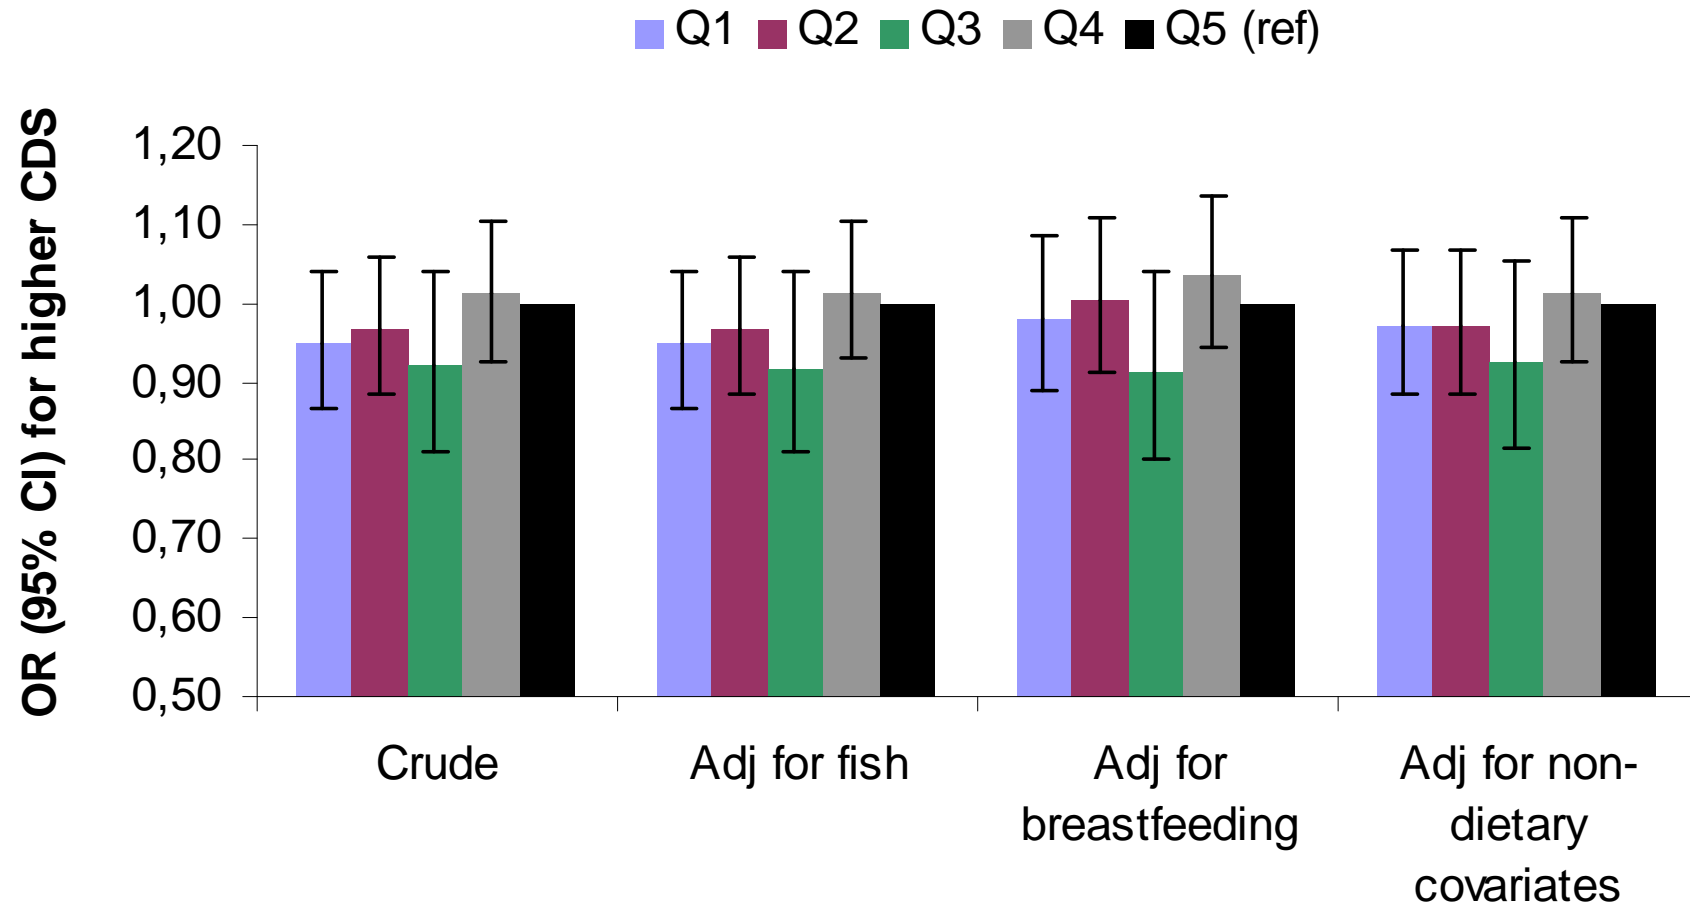 Q1 Q2 Q3 Q4 Q5 (ref)
OR (95% CI) for higher CDS
1,20
1,10
1,00
0,90
0,80
0,70
0,60
0,50
Crude
Adj for fish
Adj for
breastfeeding
Adj for non-
dietary
covariates